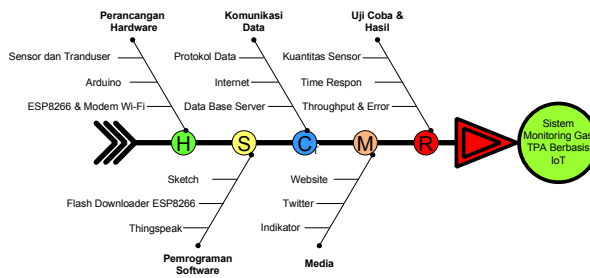 Perancangan
Hardware
Sensor dan Tranduser
Arduino
ESP8266 & Modem Wi-Fi
Komunikasi
Data
Protokol Data
Internet
Data Base Server
Uji Coba &
Hasil
Kuantitas Sensor
Time Respon
Throughput & Error
H
S
C
M
R
Sistem
Monitoring Gas
TPA Berbasis
IoT
Sketch
Flash Downloader ESP8266
Thingspeak
Pemrograman
Software
Website
Twitter
Indikator
Media